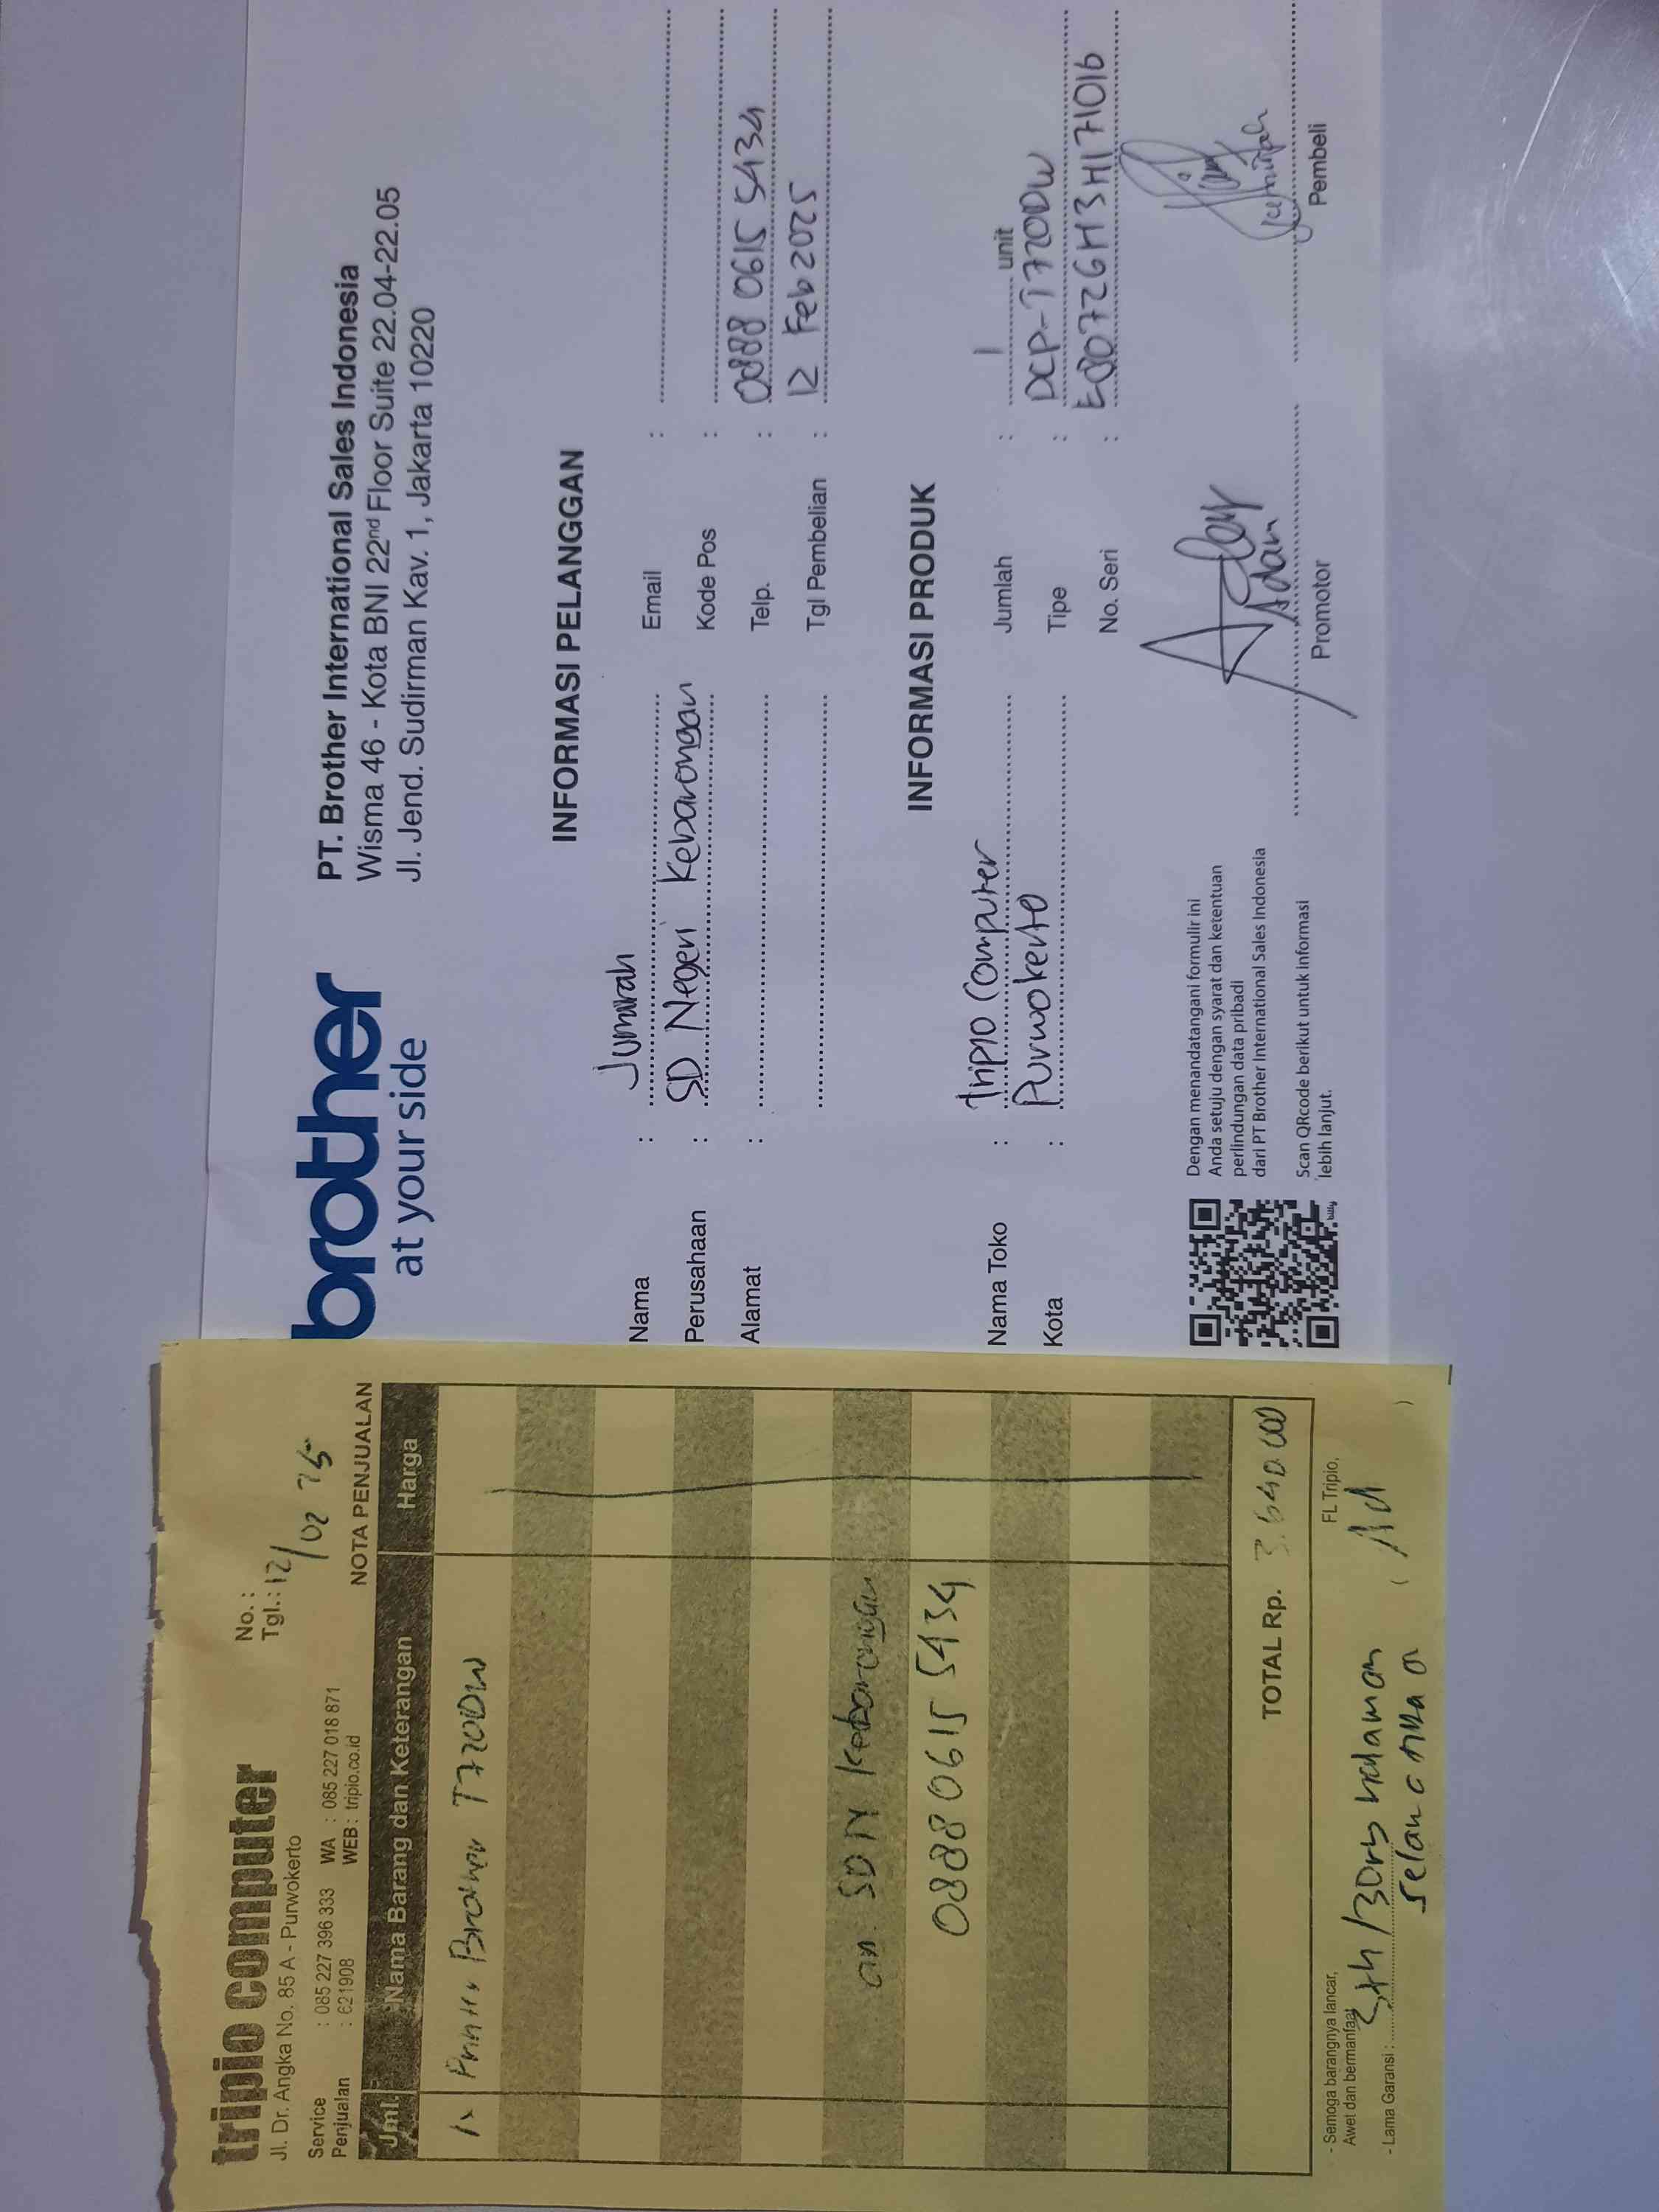 tripio computer
Jl. Dr. Angka No. 85 A - Purwokerto
Service : 085 227 396 333 WA : 085 227 018 871
Penjualan : 621908 WEB : tripio.co.id
No. :
Tgl. : 12/02 25
NOTA PENJUALAN
Jml. Nama Barang dan Keterangan Harga
1x Printer Brother T720DW
an. SDN Kebarongan
0888 0615 5434
TOTAL Rp. 3.640.000
- Semoga barangnya lancar,
Awet dan bermanfaat
- Lama Garansi : 3th/30rb halaman
FL Tripio,
( Ad )
brother
at your side
PT. Brother International Sales Indonesia
Wisma 46 - Kota BNI 22nd Floor Suite 22.04-22.05
Jl. Jend. Sudirman Kav. 1, Jakarta 10220
INFORMASI PELANGGAN
Nama : Jumirah Email :
Perusahaan : SD Negeri Kebarongan Kode Pos :
Alamat : Telp. : 0888 0615 5434
Tgl Pembelian : 12 Feb 2025
INFORMASI PRODUK
Nama Toko : Tripio Computer Jumlah : 1 unit
Kota : Purwokerto Tipe : DCP-T720DW
No. Seri : E80726H3H171016
Dengan menandatangani formulir ini
Anda setuju dengan syarat dan ketentuan
perlindungan data pribadi
dari PT Brother International Sales Indonesia
Scan QRcode berikut untuk informasi
lebih lanjut.
Adan
Promotor
Pembeli